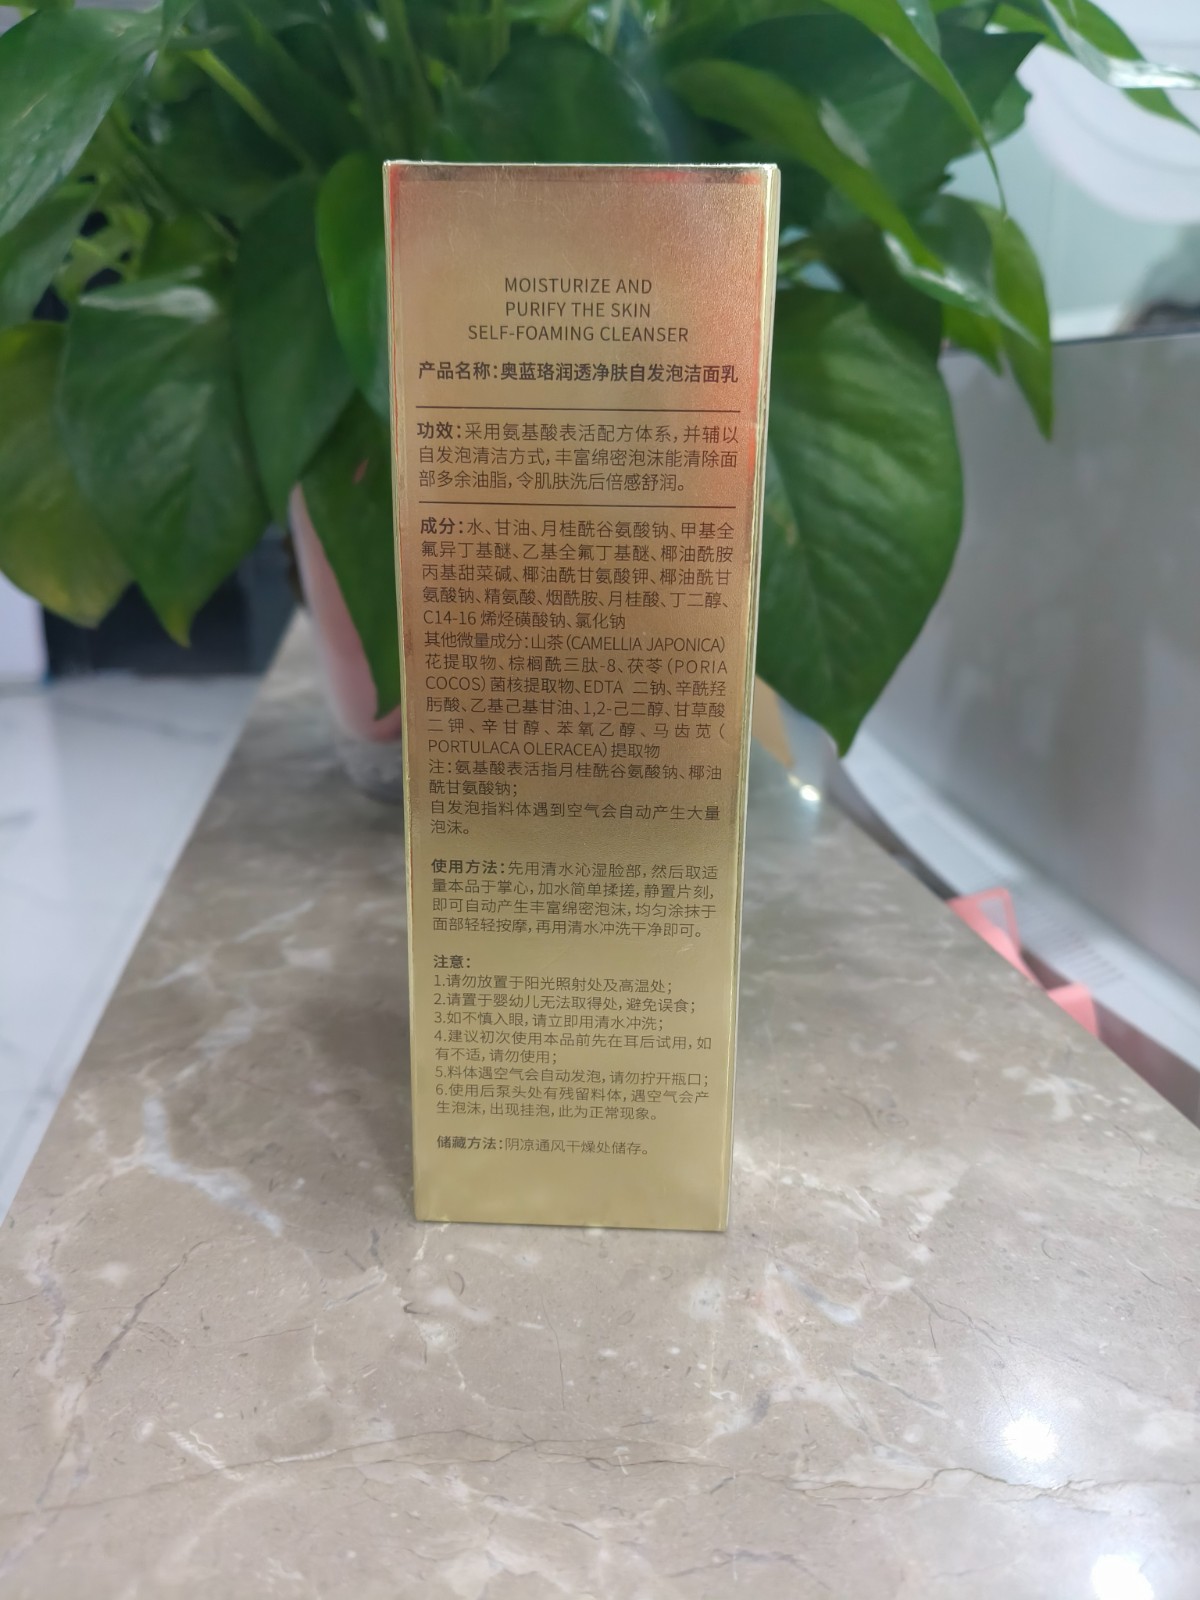 MOISTURIZE AND
PURIFY THE SKIN
SELF-FOAMING CLEANSER
产品名称：奥蓝珞润透净肤自发泡洁面乳
功效：采用氨基酸表活配方体系，并辅以
自发泡清洁方式，丰富绵密泡沫能清除面
部多余油脂，令肌肤洗后倍感舒润。
成分：水、甘油、月桂酰谷氨酸钠、甲基全
氟异丁基醚、乙基全氟丁基醚、椰油酰胺
丙基甜菜碱、椰油酰甘氨酸钾、椰油酰甘
氨酸钠、精氨酸、烟酰胺、月桂酸、丁二醇、
C14-16 烯烃磺酸钠、氯化钠
其他微量成分：山茶（CAMELLIA JAPONICA）
花提取物、棕榈酰三肽-8、茯苓（PORIA
COCOS）菌核提取物、EDTA 二钠、辛酰羟
肟酸、乙基己基甘油、1,2-己二醇、甘草酸
二钾、辛甘醇、苯氧乙醇、马齿苋（
PORTULACA OLERACEA）提取物
注：氨基酸表活指月桂酰谷氨酸钠、椰油
酰甘氨酸钠；
自发泡指料体遇到空气会自动产生大量
泡沫。
使用方法：先用清水沁湿脸部，然后取适
量本品于掌心，加水简单揉搓，静置片刻，
即可自动产生丰富绵密泡沫，均匀涂抹于
面部轻轻按摩，再用清水冲洗干净即可。
注意：
1.请勿放置于阳光照射处及高温处；
2.请置于婴幼儿无法取得处，避免误食；
3.如不慎入眼，请立即用清水冲洗；
4.建议初次使用本品前先在耳后试用，如
有不适，请勿使用；
5.料体遇空气会自动发泡，请勿拧开瓶口；
6.使用后泵头处有残留料体，遇空气会产
生泡沫，出现挂泡，此为正常现象。
储藏方法：阴凉通风干燥处储存。